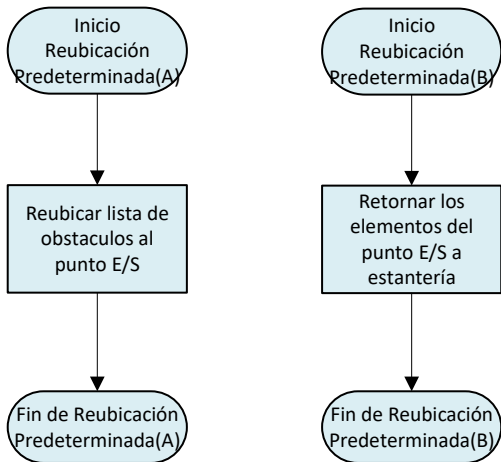 Inicio
Reubicación
Predeterminada(A)
Reubicar lista de
obstaculos al
punto E/S
Fin de Reubicación
Predeterminada(A)
Inicio
Reubicación
Predeterminada(B)
Retornar los
elementos del
punto E/S a
estantería
Fin de Reubicación
Predeterminada(B)